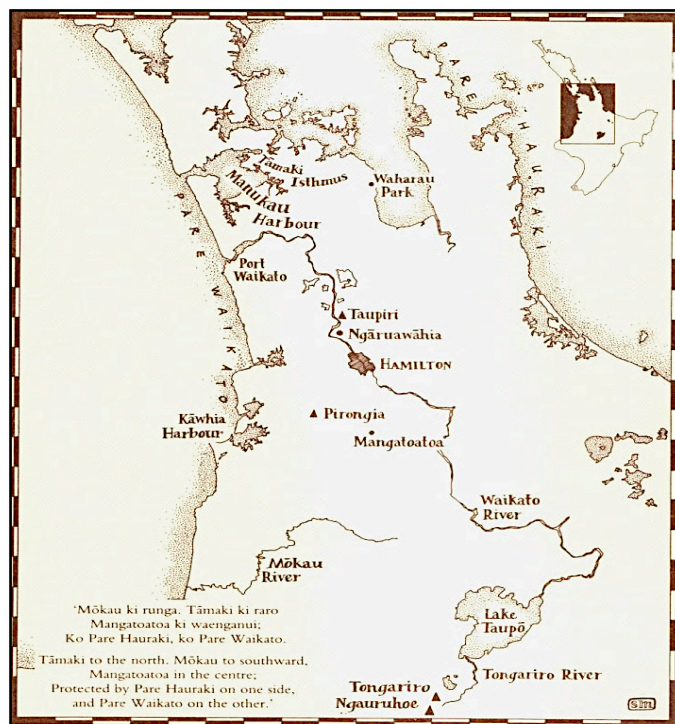 PARE HAURAKI
Tāmaki
Isthmus
Waharau
Park
Manukau
Harbour
PARE WAIKATO
Port
Waikato
Taupiri
Ngāruawāhia
HAMILTON
Kāwhia
Harbour
Pirongia
Mangatoatoa
Waikato
River
Mōkau
River
Lake
Taupō
Tongariro River
Tongariro
Ngauruhoe
'Mōkau ki runga. Tāmaki ki raro
Mangatoatoa ki waenganui;
Ko Pare Hauraki, ko Pare Waikato.
Tāmaki to the north. Mōkau to southward,
Mangatoatoa in the centre;
Protected by Pare Hauraki on one side,
and Pare Waikato on the other.'